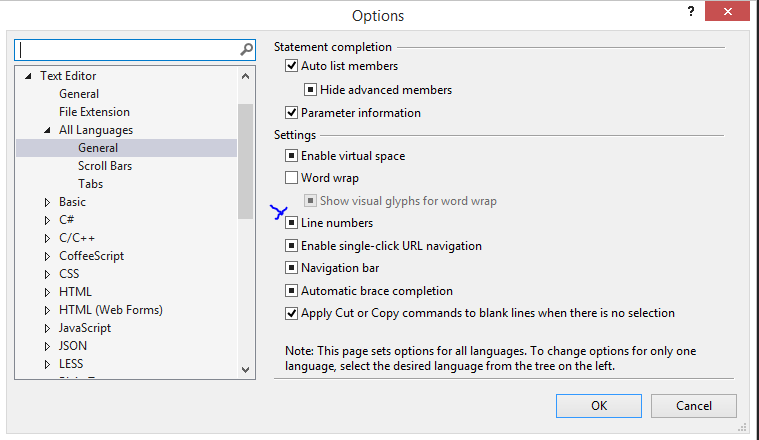 Options
? X
Text Editor
General
File Extension
All Languages
General
Scroll Bars
Tabs
Basic
C#
C/C++
CoffeeScript
CSS
HTML
HTML (Web Forms)
JavaScript
JSON
LESS
Statement completion
Auto list members
Hide advanced members
Parameter information
Settings
Enable virtual space
Word wrap
Show visual glyphs for word wrap
Line numbers
Enable single-click URL navigation
Navigation bar
Automatic brace completion
Apply Cut or Copy commands to blank lines when there is no selection
Note: This page sets options for all languages. To change options for only one
language, select the desired language from the tree on the left.
OK
Cancel